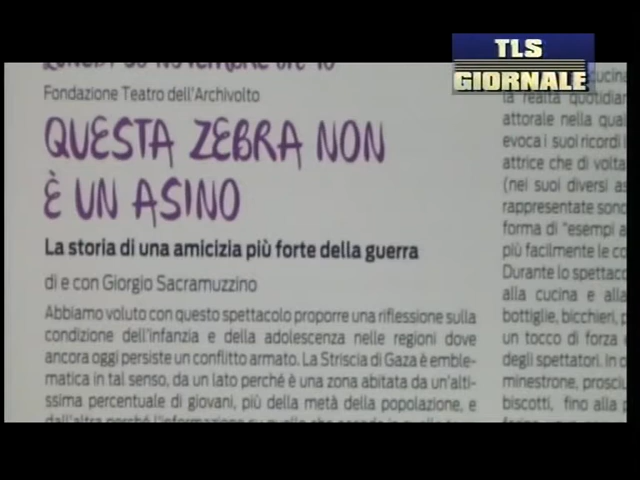 TLS
GIORNALE
Fondazione Teatro dell'Archivolto
QUESTA ZEBRA NON
È UN ASINO
La storia di una amicizia più forte della guerra
di e con Giorgio Sacramuzzino
Abbiamo voluto con questo spettacolo proporre una riflessione sulla
condizione dell'infanzia e della adolescenza nelle regioni dove
ancora oggi persiste un conflitto armato. La Striscia di Gaza è emble-
matica in tal senso, da un lato perché è una zona abitata da un'altis-
sima percentuale di giovani, più della metà della popolazione, e
cucina
la realtà quotidian
attorale nella qual
evoca i suoi ricordi
attrice che di volta
(nei suoi diversi as
rappresentate sono
forma di "esempi a
più facilmente le co
Durante lo spettaco
alla cucina e alla
bottiglie, bicchieri, p
un tocco di forza
degli spettatori. In
minestrone, prosciu
biscotti, fino alla